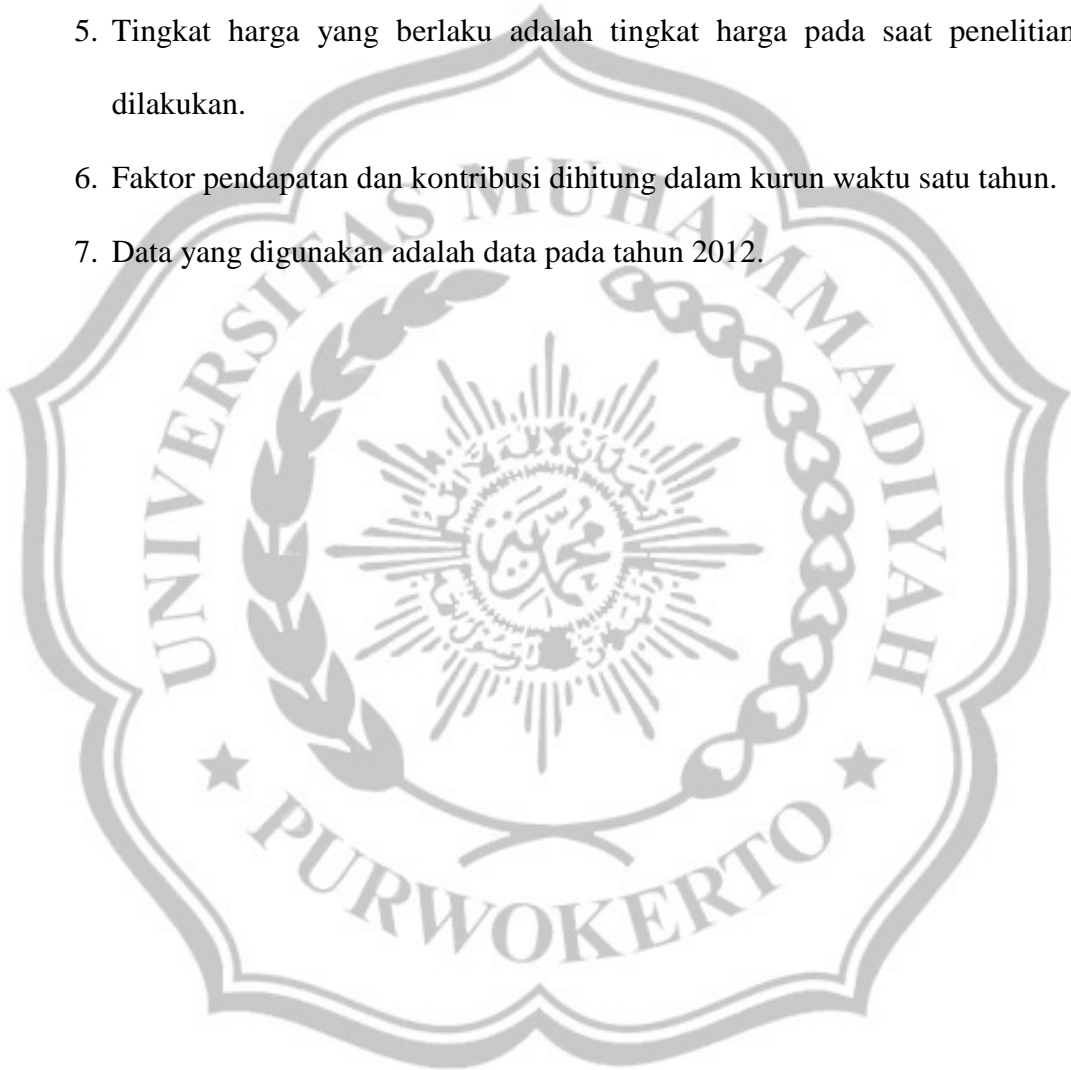 5. Tingkat harga yang berlaku adalah tingkat harga pada saat penelitian
dilakukan.
6. Faktor pendapatan dan kontribusi dihitung dalam kurun waktu satu tahun.
7. Data yang digunakan adalah data pada tahun 2012.
UNIVERSITAS MUHAMMADIYAH
PURWOKERTO